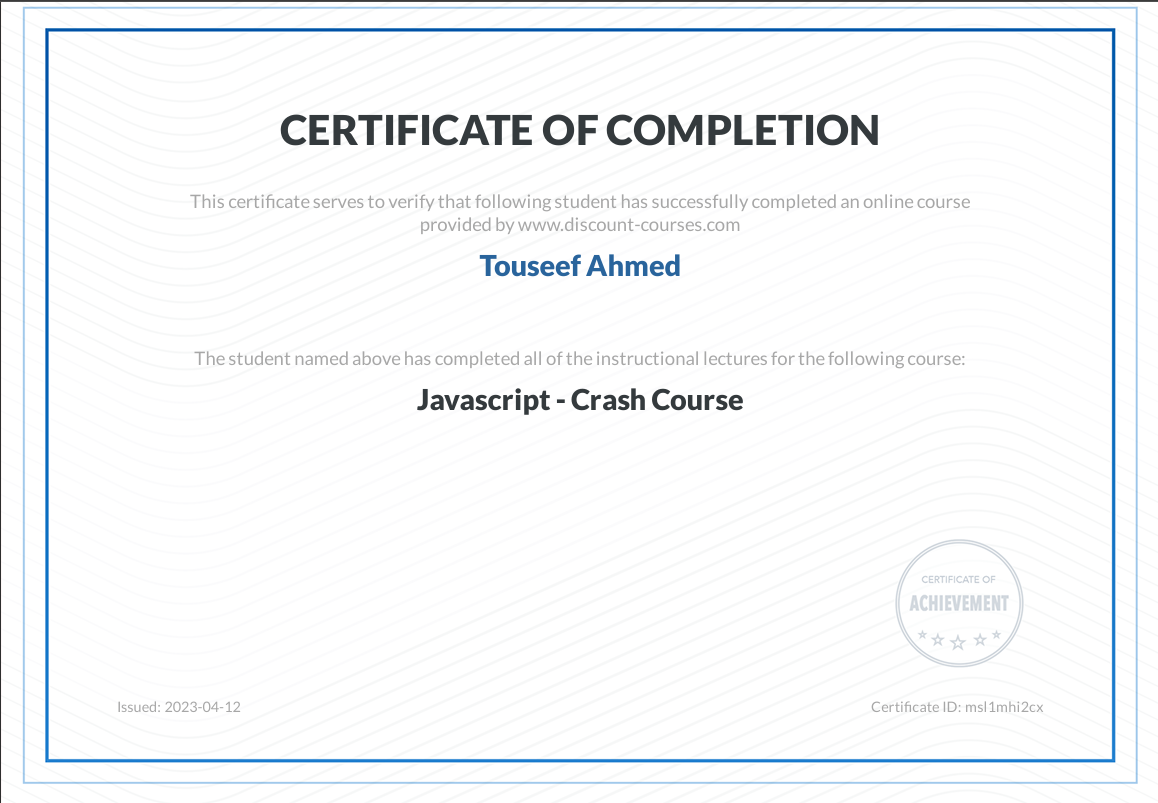 CERTIFICATE OF COMPLETION
This certificate serves to verify that following student has successfully completed an online course
provided by www.discount-courses.com
Touseef Ahmed
The student named above has completed all of the instructional lectures for the following course:
Javascript - Crash Course
CERTIFICATE OF
ACHIEVEMENT
Issued: 2023-04-12
Certificate ID: msl1mhi2cx